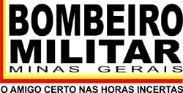 BOMBEIRO
MILITAR
MINAS GERAIS
O AMIGO CERTO NAS HORAS INCERTAS